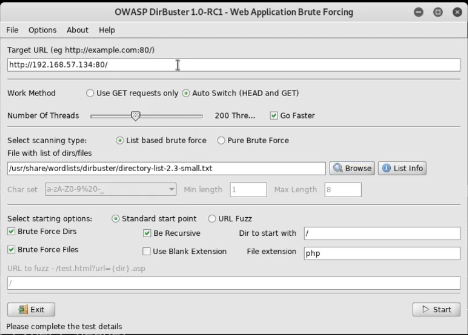 OWASP DirBuster 1.0-RC1 - Web Application Brute Forcing
File Options About Help
Target URL (eg http://example.com:80/)
http://192.168.57.134:80/
Work Method Use GET requests only Auto Switch (HEAD and GET)
Number Of Threads 200 Thre... Go Faster
Select scanning type: List based brute force Pure Brute Force
File with list of dirs/files
/usr/share/wordlists/dirbuster/directory-list-2.3-small.txt Browse List Info
Char set a-zA-Z0-9%20-_ Min length 1 Max Length 8
Select starting options: Standard start point URL Fuzz
Brute Force Dirs Be Recursive Dir to start with /
Brute Force Files Use Blank Extension File extension php
URL to fuzz - /test.html?url={dir}.asp
/
Exit Start
Please complete the test details